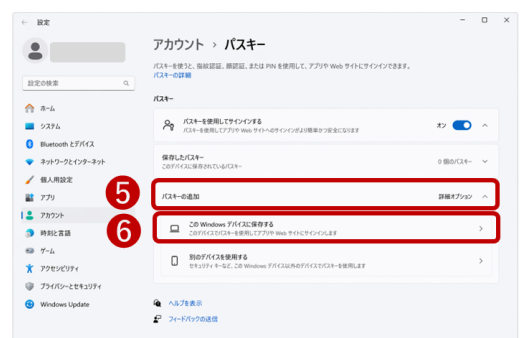 ← 設定
アカウント › パスキー
パスキーを使うと、指紋認証、顔認証、または PIN を使用して、アプリや Web サイトにサインインできます。
パスキーの詳細
設定の検索
ホーム
システム
Bluetooth とデバイス
ネットワークとインターネット
個人用設定
アプリ
アカウント
時刻と言語
ゲーム
アクセシビリティ
プライバシーとセキュリティ
Windows Update
パスキー
パスキーを使用してサインインする
オン
パスキーを使用してアプリや Web サイトへのサインインがより簡単かつ安全になります
保存したパスキー
0 個のパスキー
このデバイスに保存されているパスキー
5
パスキーの追加
詳細オプション
6
この Windows デバイスに保存する
このデバイスでパスキーを使用してアプリや Web サイトにサインインします
別のデバイスを使用する
セキュリティ キーなど、この Windows デバイス以外のデバイスでパスキーを使用します
ヘルプを表示
フィードバックの送信